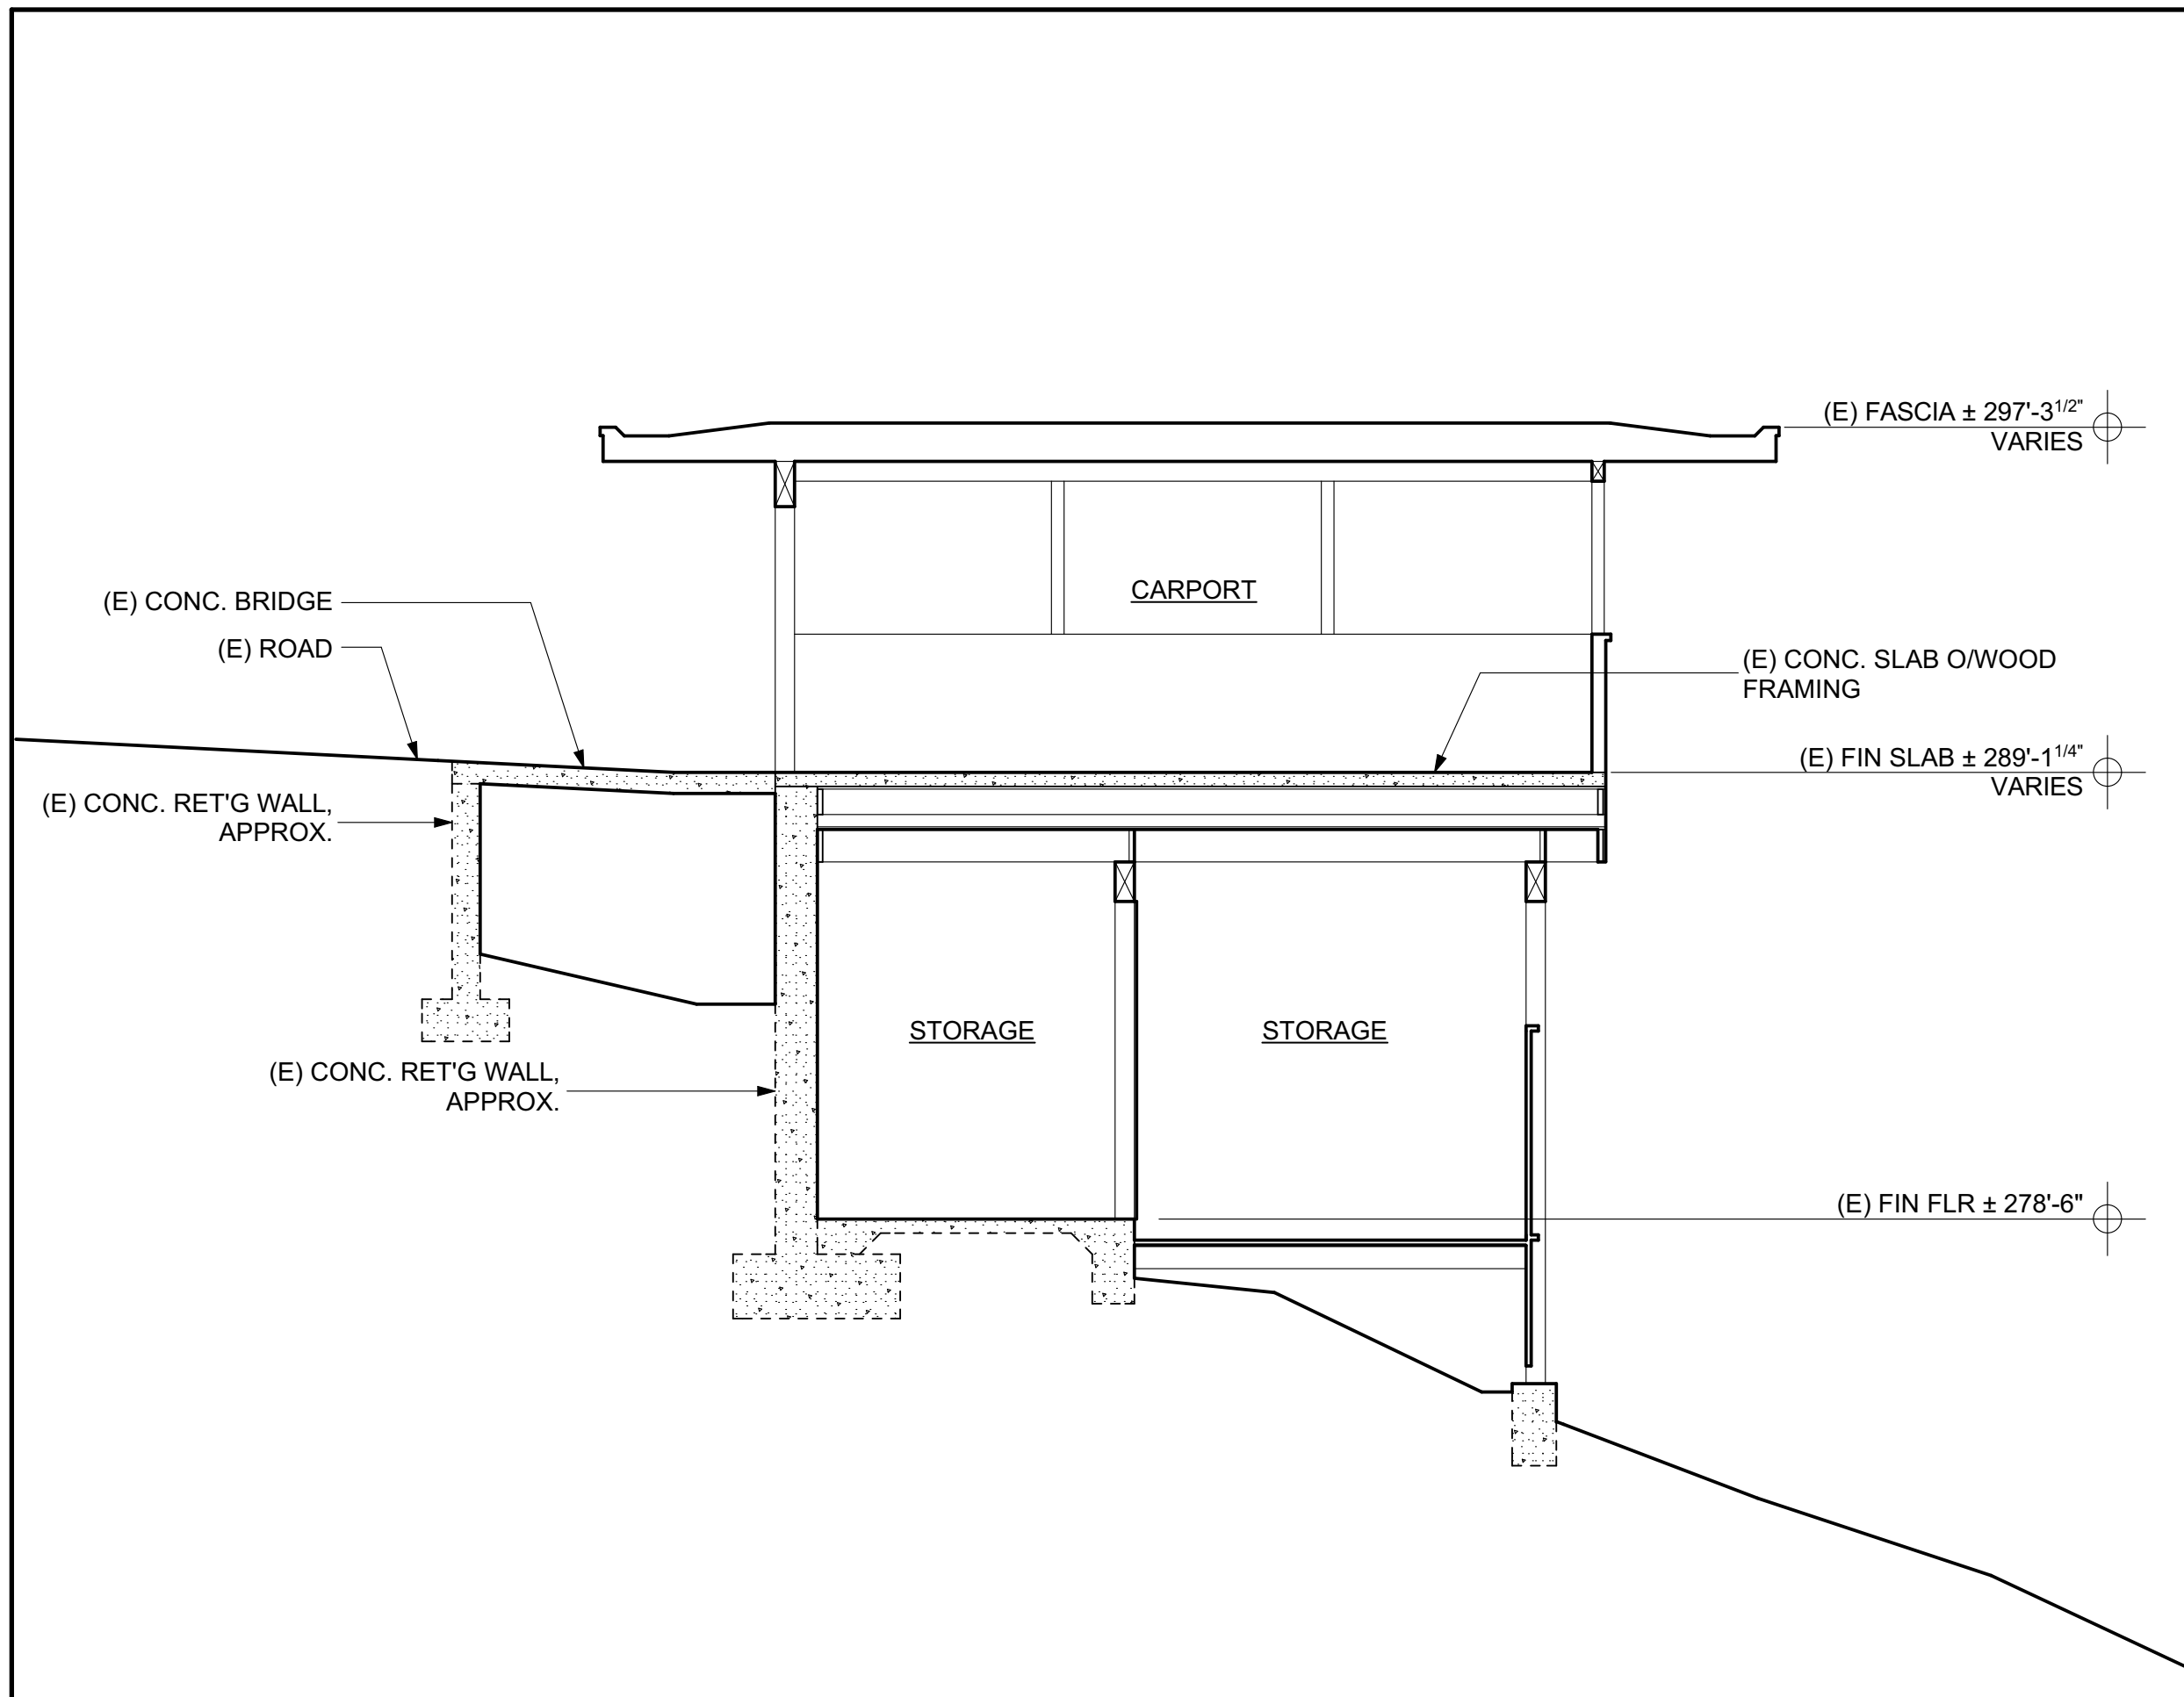 (E) FASCIA ± 297'-3 1/2"
VARIES
CARPORT
(E) CONC. BRIDGE
(E) ROAD
(E) CONC. SLAB O/WOOD
FRAMING
(E) FIN SLAB ± 289'-1 1/4"
VARIES
(E) CONC. RET'G WALL,
APPROX.
STORAGE
STORAGE
(E) CONC. RET'G WALL,
APPROX.
(E) FIN FLR ± 278'-6"